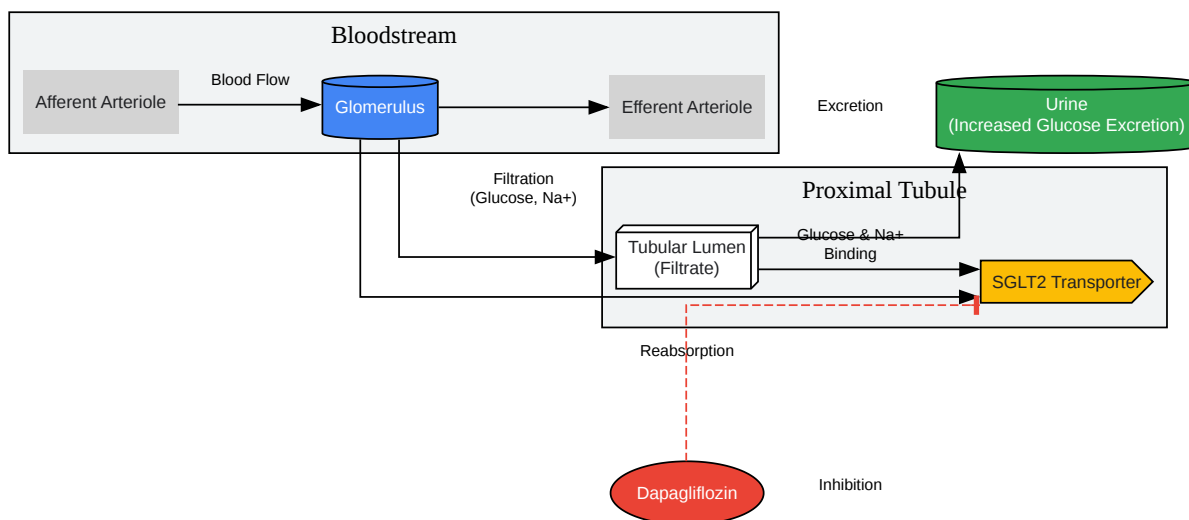 Bloodstream
Afferent Arteriole
Blood Flow
Glomerulus
Efferent Arteriole
Excretion
Urine
(Increased Glucose Excretion)
Filtration
(Glucose, Na+)
Proximal Tubule
Tubular Lumen
(Filtrate)
Glucose & Na+
Binding
SGLT2 Transporter
Reabsorption
Dapagliflozin
Inhibition